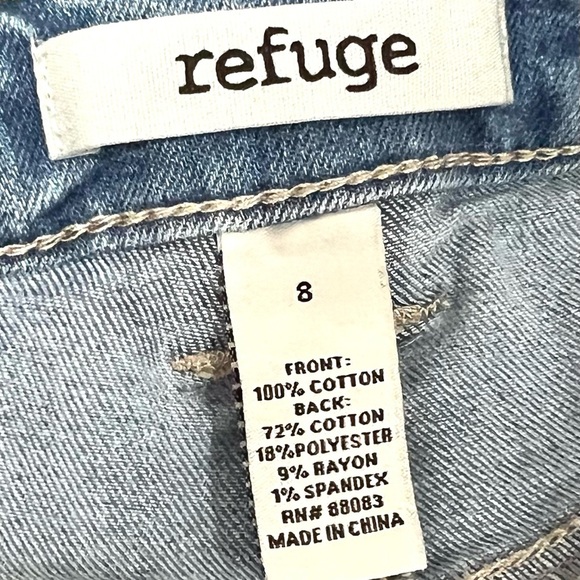 refuge
8
FRONT:
100% COTTON
BACK:
72% COTTON
18%POLYESTER
9% RAYON
1% SPANDEX
RN# 88083
MADE IN CHINA